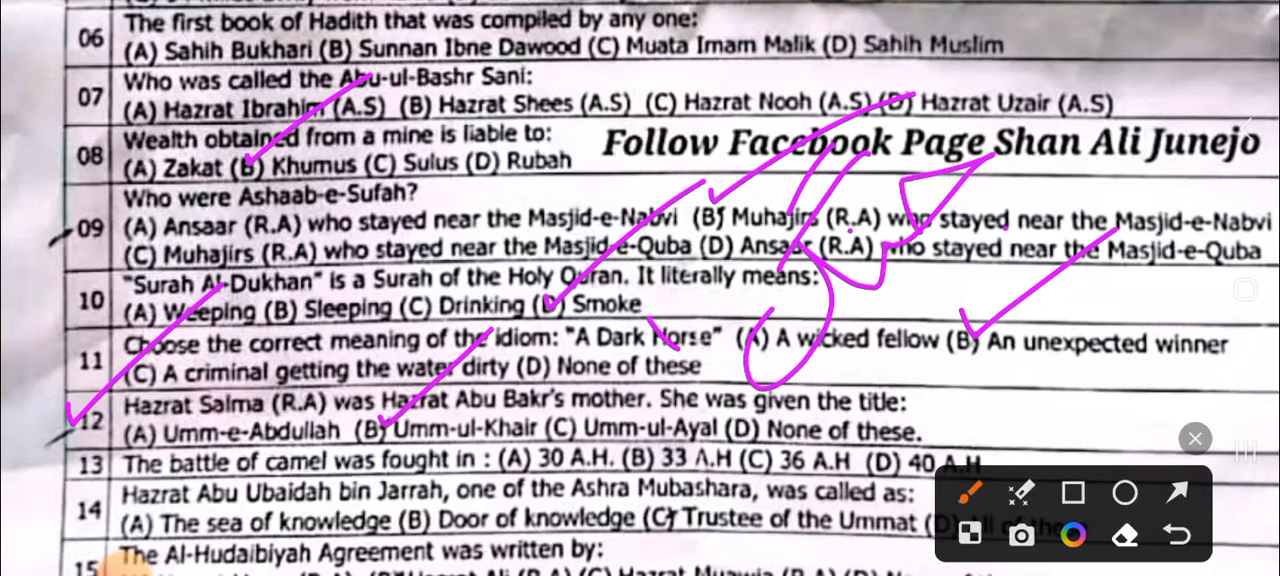 06 The first book of Hadith that was compiled by any one:
(A) Sahih Bukhari (B) Sunnan Ibne Dawood (C) Muata Imam Malik (D) Sahih Muslim
07 Who was called the Abu-ul-Bashr Sani:
(A) Hazrat Ibrahim (A.S) (B) Hazrat Shees (A.S) (C) Hazrat Nooh (A.S) (D) Hazrat Uzair (A.S)
08 Wealth obtained from a mine is liable to:
(A) Zakat (B) Khumus (C) Sulus (D) Rubah
Follow Facebook Page Shan Ali Junejo
09 Who were Ashaab-e-Sufah?
(A) Ansaar (R.A) who stayed near the Masjid-e-Nabvi (B) Muhajirs (R.A) who stayed near the Masjid-e-Nabvi
(C) Muhajirs (R.A) who stayed near the Masjid-e-Quba (D) Ansaar (R.A) who stayed near the Masjid-e-Quba
10 "Surah Al-Dukhan" is a Surah of the Holy Quran. It literally means:
(A) Weeping (B) Sleeping (C) Drinking (D) Smoke
11 Choose the correct meaning of the idiom: "A Dark Horse" (A) A wicked fellow (B) An unexpected winner
(C) A criminal getting the water dirty (D) None of these
12 Hazrat Salma (R.A) was Hazrat Abu Bakr's mother. She was given the title:
(A) Umm-e-Abdullah (B) Umm-ul-Khair (C) Umm-ul-Ayal (D) None of these.
13 The battle of camel was fought in : (A) 30 A.H. (B) 33 A.H (C) 36 A.H (D) 40 A.H
14 Hazrat Abu Ubaidah bin Jarrah, one of the Ashra Mubashara, was called as:
(A) The sea of knowledge (B) Door of knowledge (C) Trustee of the Ummat
15 The Al-Hudaibiyah Agreement was written by: